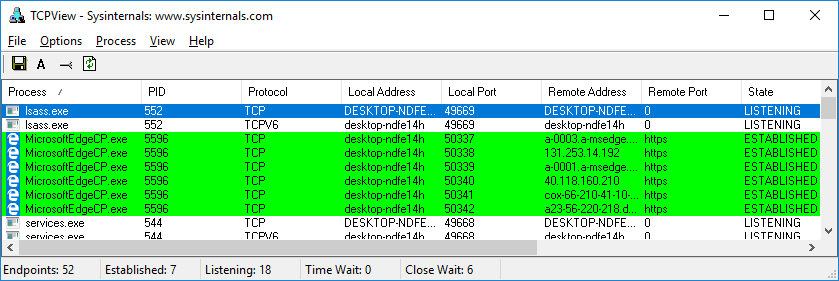 TCPView - Sysinternals: www.sysinternals.com
File Options Process View Help
A
Process / PID Protocol Local Address Local Port Remote Address Remote Port State
lsass.exe 552 TCP DESKTOP-NDFE... 49669 DESKTOP-NDFE... 0 LISTENING
lsass.exe 552 TCPV6 desktop-ndfe14h 49669 desktop-ndfe14h 0 LISTENING
MicrosoftEdgeCP.exe 5596 TCP desktop-ndfe14h 50337 a-0003.a-msedge.... https ESTABLISHED
MicrosoftEdgeCP.exe 5596 TCP desktop-ndfe14h 50338 131.253.14.192 https ESTABLISHED
MicrosoftEdgeCP.exe 5596 TCP desktop-ndfe14h 50339 a-0001.a-msedge.... https ESTABLISHED
MicrosoftEdgeCP.exe 5596 TCP desktop-ndfe14h 50340 40.118.160.210 https ESTABLISHED
MicrosoftEdgeCP.exe 5596 TCP desktop-ndfe14h 50341 cox-66-210-41-10-... https ESTABLISHED
MicrosoftEdgeCP.exe 5596 TCP desktop-ndfe14h 50342 a23-56-220-218.d... https ESTABLISHED
services.exe 544 TCP DESKTOP-NDFE... 49668 DESKTOP-NDFE... 0 LISTENING
services.exe 544 TCPV6 desktop-ndfe14h 49668 desktop-ndfe14h 0 LISTENING
Endpoints: 52 Established: 7 Listening: 18 Time Wait: 0 Close Wait: 6